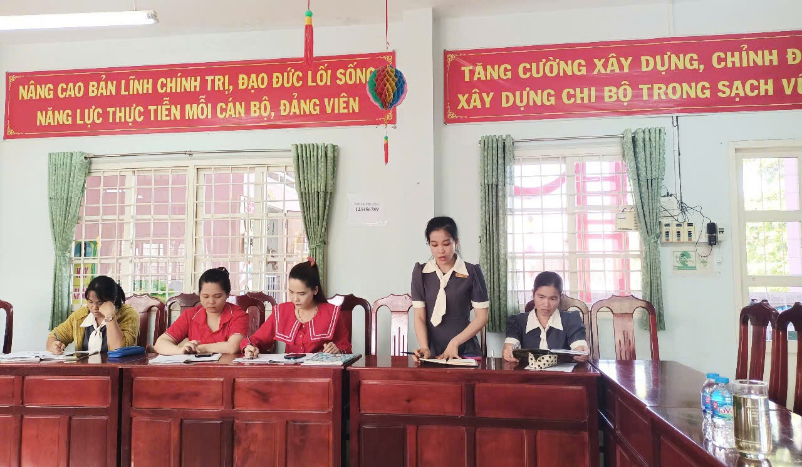 NÂNG CAO BẢN LĨNH CHÍNH TRỊ, ĐẠO ĐỨC LỐI SỐNG
NĂNG LỰC THỰC TIỄN MỖI CÁN BỘ, ĐẢNG VIÊN
TĂNG CƯỜNG XÂY DỰNG, CHỈNH Đ
XÂY DỰNG CHI BỘ TRONG SẠCH VỮ